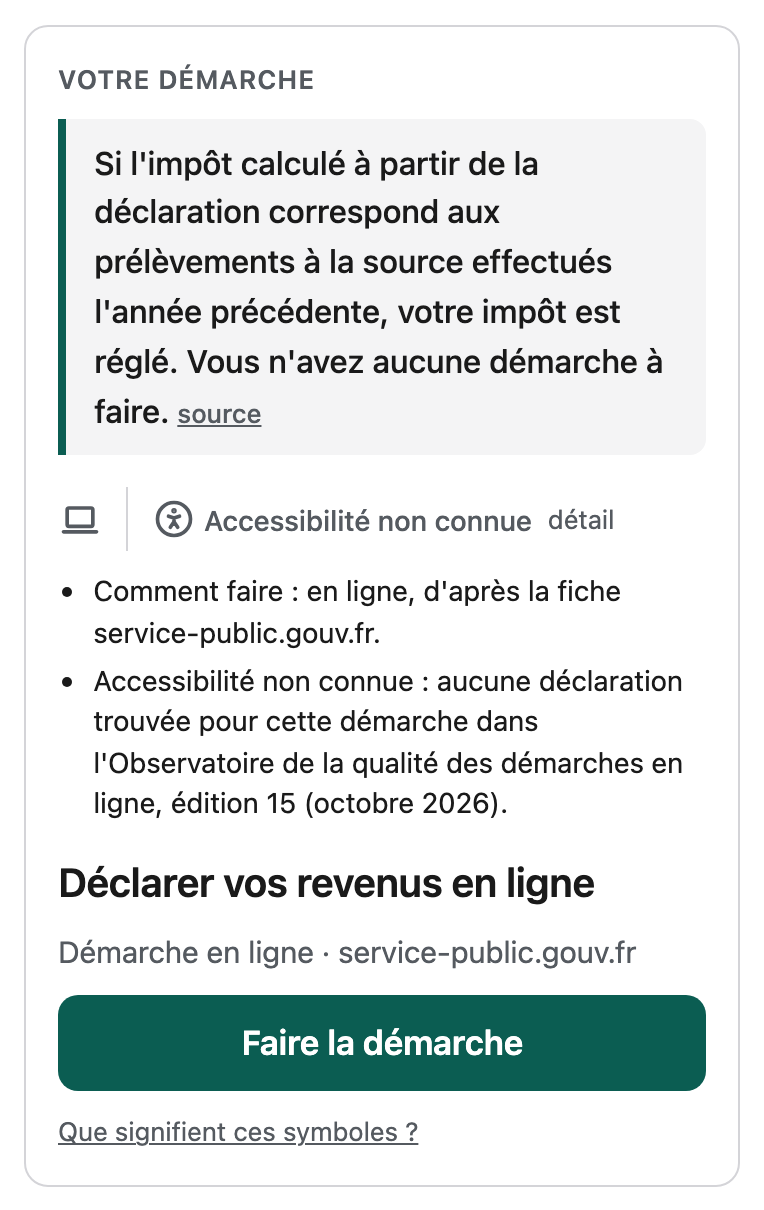 VOTRE DÉMARCHE
Si l'impôt calculé à partir de la
déclaration correspond aux
prélèvements à la source effectués
l'année précédente, votre impôt est
réglé. Vous n'avez aucune démarche à
faire. source
Accessibilité non connue détail
• Comment faire : en ligne, d'après la fiche
service-public.gouv.fr.
• Accessibilité non connue : aucune déclaration
trouvée pour cette démarche dans
l'Observatoire de la qualité des démarches en
ligne, édition 15 (octobre 2026).
Déclarer vos revenus en ligne
Démarche en ligne · service-public.gouv.fr
Faire la démarche
Que signifient ces symboles ?